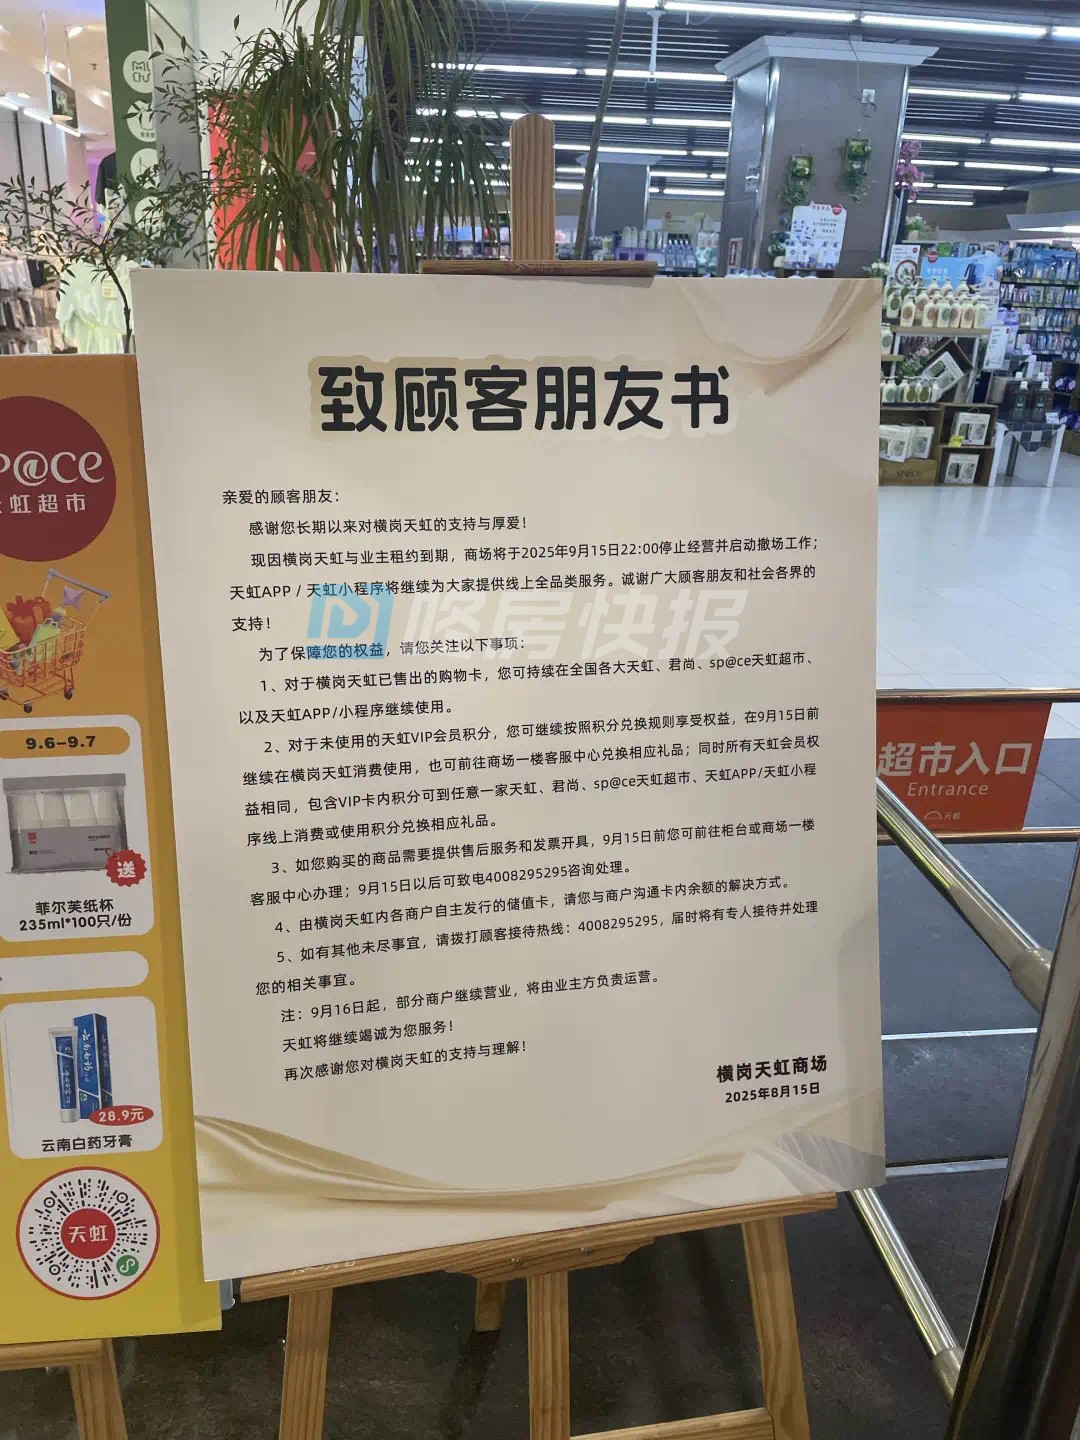 致顾客朋友书
亲爱的顾客朋友：
感谢您长期以来对横岗天虹的支持与厚爱！
现因横岗天虹与业主租约到期，商场将于2025年9月15日22:00停止经营并启动撤场工作；
天虹APP / 天虹小程序将继续为大家提供线上全品类服务。诚谢广大顾客朋友和社会各界的
支持！
为了保障您的权益，请您关注以下事项：
1、对于横岗天虹已售出的购物卡，您可持续在全国各大天虹、君尚、sp@ce天虹超市、
以及天虹APP/小程序继续使用。
2、对于未使用的天虹VIP会员积分，您可继续按照积分兑换规则享受权益，在9月15日前
继续在横岗天虹消费使用，也可前往商场一楼客服中心兑换相应礼品；同时所有天虹会员权
益相同，包含VIP卡内积分可到任意一家天虹、君尚、sp@ce天虹超市、天虹APP/天虹小程
序线上消费或使用积分兑换相应礼品。
3、如您购买的商品需要提供售后服务和发票开具，9月15日前您可前往柜台或商场一楼
客服中心办理；9月15日以后可致电4008295295咨询处理。
4、由横岗天虹内各商户自主发行的储值卡，请您与商户沟通卡内余额的解决方式。
5、如有其他未尽事宜，请拨打顾客接待热线：4008295295，届时将有专人接待并处理
您的相关事宜。
注：9月16日起，部分商户继续营业，将由业主方负责运营。
天虹将继续竭诚为您服务！
再次感谢您对横岗天虹的支持与理解！
横岗天虹商场
2025年8月15日
悠房快报
P@ce
虹超市
9.6-9.7
送
菲尔芙纸杯
235ml*100只/份
28.9元
云南白药牙膏
天虹
超市入口
Entrance
天虹